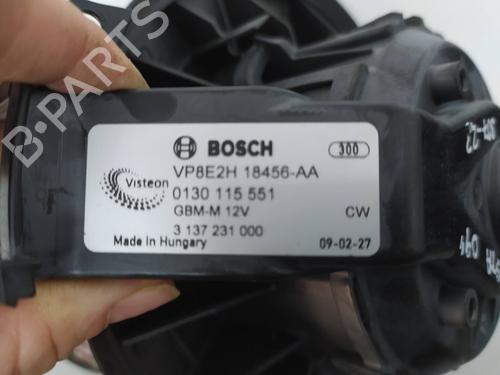 BOSCH
300
Visteon
VP8E2H 18456-AA
0130 115 551
GBM-M 12V
CW
3 137 231 000
Made in Hungary
09-02-27
B-PARTS